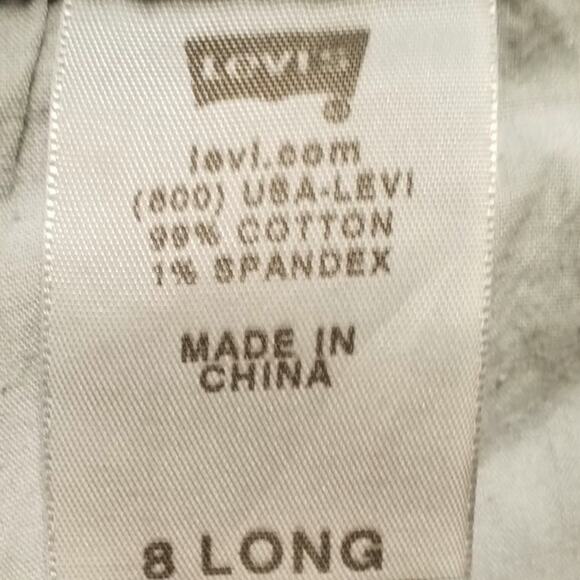 LEVI'S
®
levi.com
(800) USA-LEVI
99% COTTON
1% SPANDEX
MADE IN
CHINA
8 LONG